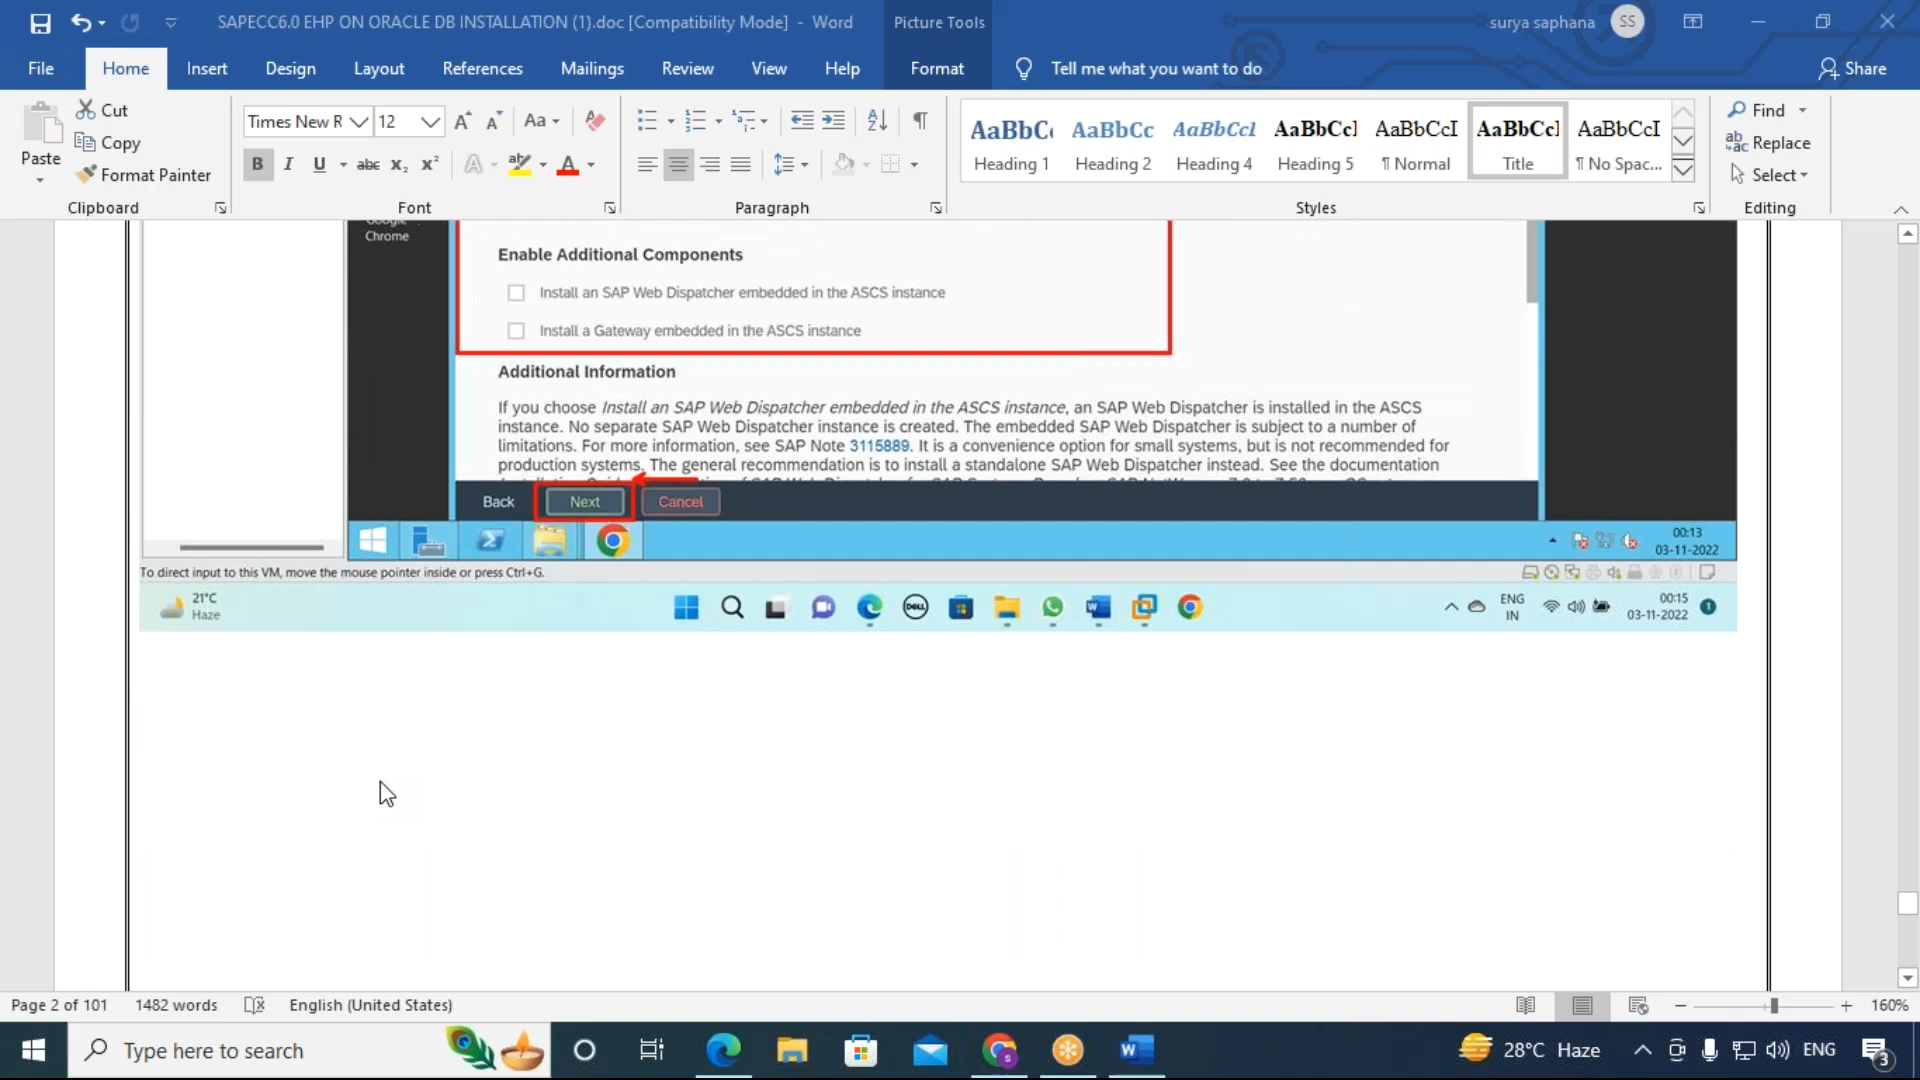 SAPECC6.0 EHP ON ORACLE DB INSTALLATION (1).doc [Compatibility Mode] - Word
Picture Tools
surya saphana
SS
File
Home
Insert
Design
Layout
References
Mailings
Review
View
Help
Format
Tell me what you want to do
Share
Paste
Cut
Copy
Format Painter
Clipboard
Times New R
12
Font
Paragraph
AaBbC
Heading 1
AaBbCc
Heading 2
AaBbCcI
Heading 4
AaBbCcI
Heading 5
AaBbCcI
¶ Normal
AaBbCcI
Title
AaBbCcI
¶ No Spac...
Styles
Find
Replace
Select
Editing
Google
Chrome
Enable Additional Components
Install an SAP Web Dispatcher embedded in the ASCS instance
Install a Gateway embedded in the ASCS instance
Additional Information
If you choose Install an SAP Web Dispatcher embedded in the ASCS instance, an SAP Web Dispatcher is installed in the ASCS
instance. No separate SAP Web Dispatcher instance is created. The embedded SAP Web Dispatcher is subject to a number of
limitations. For more information, see SAP Note 3115889. It is a convenience option for small systems, but is not recommended for
production systems. The general recommendation is to install a standalone SAP Web Dispatcher instead. See the documentation
Back
Next
Cancel
00:13
03-11-2022
To direct input to this VM, move the mouse pointer inside or press Ctrl+G.
21°C
Haze
DELL
ENG
IN
00:15
03-11-2022
1
Page 2 of 101
1482 words
English (United States)
160%
Type here to search
28°C Haze
ENG
3